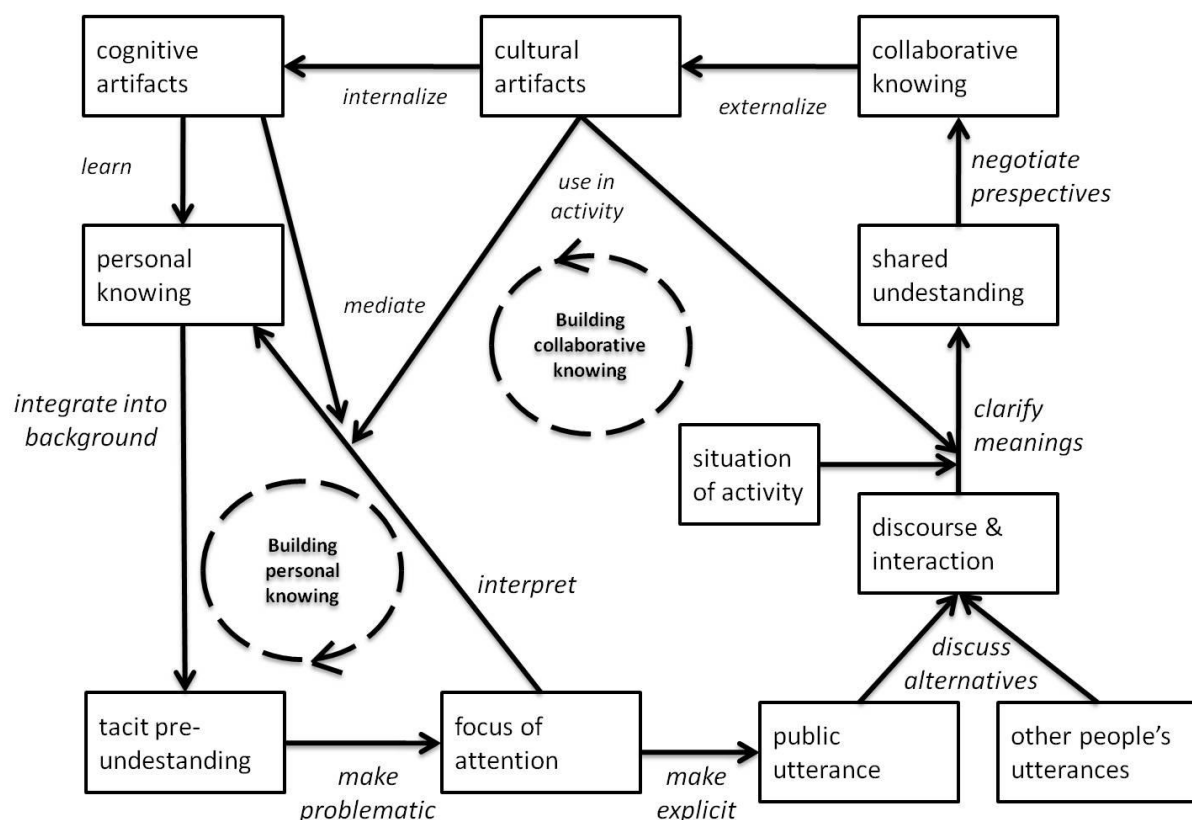 cognitive
artifacts
cultural
artifacts
collaborative
knowing
internalize
externalize
learn
use in
activity
negotiate
prespectives
personal
knowing
shared
undestanding
mediate
Building
collaborative
knowing
integrate into
background
clarify
meanings
situation
of activity
discourse &
interaction
Building
personal
knowing
interpret
discuss
alternatives
tacit pre-
undestanding
focus of
attention
public
utterance
other people's
utterances
make
problematic
make
explicit